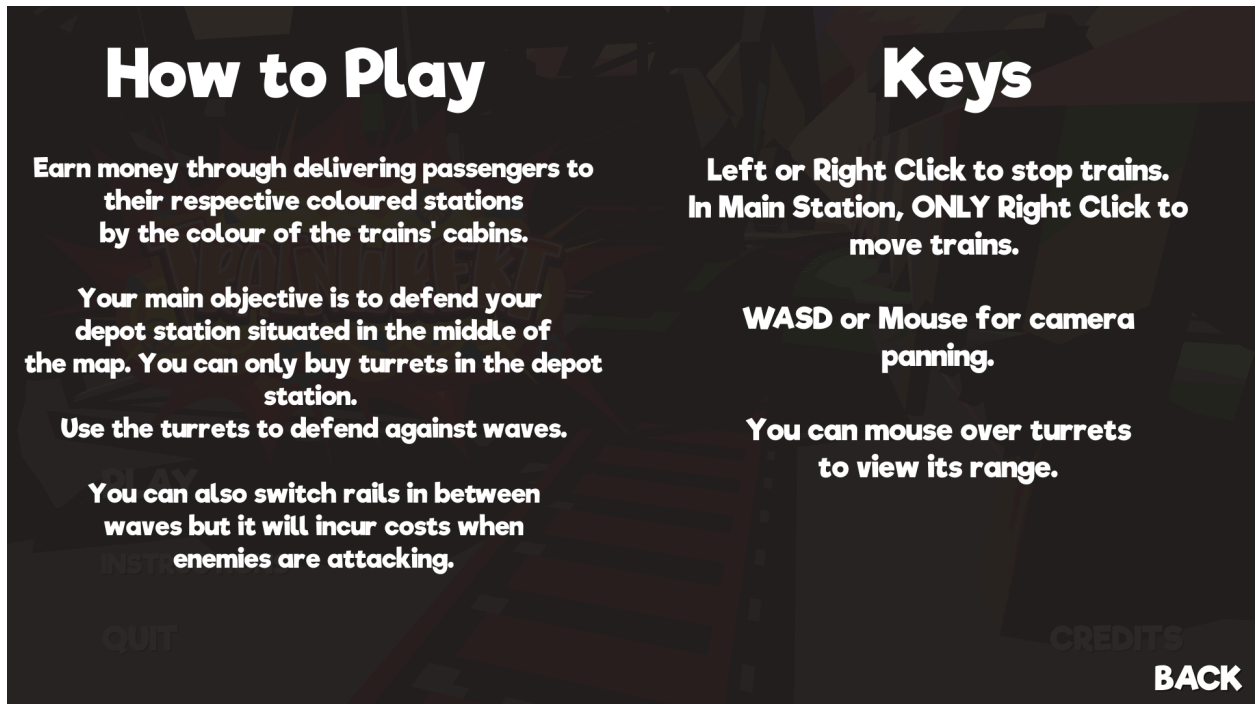 How to Play
Earn money through delivering passengers to
their respective coloured stations
by the colour of the trains' cabins.
Your main objective is to defend your
depot station situated in the middle of
the map. You can only buy turrets in the depot
station.
Use the turrets to defend against waves.
You can also switch rails in between
waves but it will incur costs when
enemies are attacking.
Keys
Left or Right Click to stop trains.
In Main Station, ONLY Right Click to
move trains.
WASD or Mouse for camera
panning.
You can mouse over turrets
to view its range.
PLAY
QUIT
CREDITS
BACK